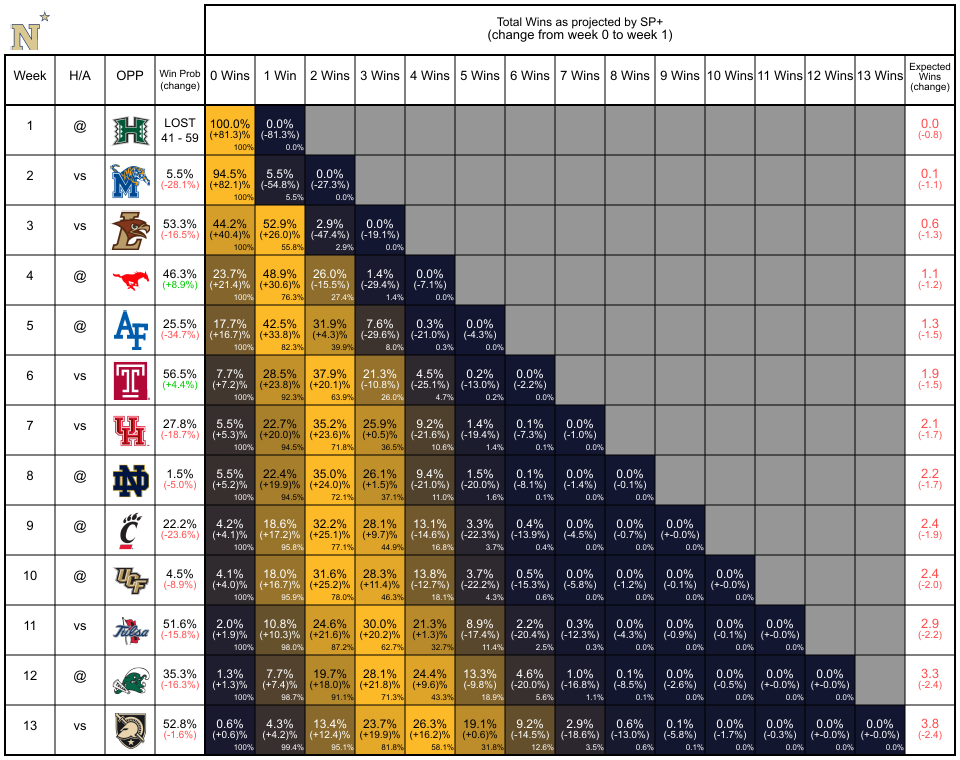 N
Total Wins as projected by SP+
(change from week 0 to week 1)
Week H/A OPP Win Prob (change) 0 Wins 1 Win 2 Wins 3 Wins 4 Wins 5 Wins 6 Wins 7 Wins 8 Wins 9 Wins 10 Wins 11 Wins 12 Wins 13 Wins Expected Wins (change)
1 @ H LOST 100.0% 0.0% 0.0
41 - 59 (+81.3)% (-81.3%) (-0.8)
100% 0.0%
2 vs M 5.5% 94.5% 5.5% 0.0% 0.1
(-28.1%) (+82.1)% (-54.8%) (-27.3%) (-1.1)
100% 5.5% 0.0%
3 vs L 53.3% 44.2% 52.9% 2.9% 0.0% 0.6
(-16.5%) (+40.4)% (+26.0)% (-47.4%) (-19.1%) (-1.3)
100% 55.8% 2.9% 0.0%
4 @ 46.3% 23.7% 48.9% 26.0% 1.4% 0.0% 1.1
(+8.9%) (+21.4)% (+30.6)% (-15.5%) (-29.4%) (-7.1%) (-1.2)
100% 76.3% 27.4% 1.4% 0.0%
5 @ AF 25.5% 17.7% 42.5% 31.9% 7.6% 0.3% 0.0% 1.3
(-34.7%) (+16.7)% (+33.8)% (+4.3)% (-29.6%) (-21.0%) (-4.3%) (-1.5)
100% 82.3% 39.9% 8.0% 0.3% 0.0%
6 vs T 56.5% 7.7% 28.5% 37.9% 21.3% 4.5% 0.2% 0.0% 1.9
(+4.4%) (+7.2)% (+23.8)% (+20.1)% (-10.8%) (-25.1%) (-13.0%) (-2.2%) (-1.5)
100% 92.3% 63.9% 26.0% 4.7% 0.2% 0.0%
7 vs UH 27.8% 5.5% 22.7% 35.2% 25.9% 9.2% 1.4% 0.1% 0.0% 2.1
(-18.7%) (+5.3)% (+20.0)% (+23.6)% (+0.5)% (-21.6%) (-19.4%) (-7.3%) (-1.0%) (-1.7)
100% 94.5% 71.8% 36.5% 10.6% 1.4% 0.1% 0.0%
8 @ ND 1.5% 5.5% 22.4% 35.0% 26.1% 9.4% 1.5% 0.1% 0.0% 0.0% 2.2
(-5.0%) (+5.2)% (+19.9)% (+24.0)% (+1.5)% (-21.0%) (-20.0%) (-8.1%) (-1.4%) (-0.1%) (-1.7)
100% 94.5% 72.1% 37.1% 11.0% 1.6% 0.1% 0.0% 0.0%
9 @ C 22.2% 4.2% 18.6% 32.2% 28.1% 13.1% 3.3% 0.4% 0.0% 0.0% 0.0% 2.4
(-23.6%) (+4.1)% (+17.2)% (+25.1)% (+9.7)% (-14.6%) (-22.3%) (-13.9%) (-4.5%) (-0.7%) (+-0.0%) (-1.9)
100% 95.8% 77.1% 44.9% 16.8% 3.7% 0.4% 0.0% 0.0% 0.0%
10 @ UCF 4.5% 4.1% 18.0% 31.6% 28.3% 13.8% 3.7% 0.5% 0.0% 0.0% 0.0% 0.0% 2.4
(-8.9%) (+4.0)% (+16.7)% (+25.2)% (+11.4)% (-12.7%) (-22.2%) (-15.3%) (-5.8%) (-1.2%) (-0.1%) (+-0.0%) (-2.0)
100% 95.9% 78.0% 46.3% 18.1% 4.3% 0.6% 0.0% 0.0% 0.0% 0.0%
11 vs Tulsa 51.6% 2.0% 10.8% 24.6% 30.0% 21.3% 8.9% 2.2% 0.3% 0.0% 0.0% 0.0% 0.0% 2.9
(-15.8%) (+1.9)% (+10.3)% (+21.6)% (+20.2)% (+1.3)% (-17.4%) (-20.4%) (-12.3%) (-4.3%) (-0.9%) (-0.1%) (+-0.0%) (-2.2)
100% 98.0% 87.2% 62.7% 32.7% 11.4% 2.5% 0.3% 0.0% 0.0% 0.0% 0.0%
12 @ 35.3% 1.3% 7.7% 19.7% 28.1% 24.4% 13.3% 4.6% 1.0% 0.1% 0.0% 0.0% 0.0% 0.0% 3.3
(-16.3%) (+1.3)% (+7.4)% (+18.0)% (+21.8)% (+9.6)% (-9.8%) (-20.0%) (-16.8%) (-8.5%) (-2.6%) (-0.5%) (+-0.0%) (+-0.0%) (-2.4)
100% 98.7% 91.1% 71.3% 43.3% 18.9% 5.6% 1.1% 0.1% 0.0% 0.0% 0.0% 0.0%
13 vs 52.8% 0.6% 4.3% 13.4% 23.7% 26.3% 19.1% 9.2% 2.9% 0.6% 0.1% 0.0% 0.0% 0.0% 0.0% 3.8
(-1.6%) (+0.6)% (+4.2)% (+12.4)% (+19.9)% (+16.2)% (+0.6)% (-14.5%) (-18.6%) (-13.0%) (-5.8%) (-1.7%) (-0.3%) (+-0.0%) (+-0.0%) (-2.4)
100% 99.4% 95.1% 81.8% 58.1% 31.8% 12.6% 3.5% 0.6% 0.1% 0.0% 0.0% 0.0% 0.0%